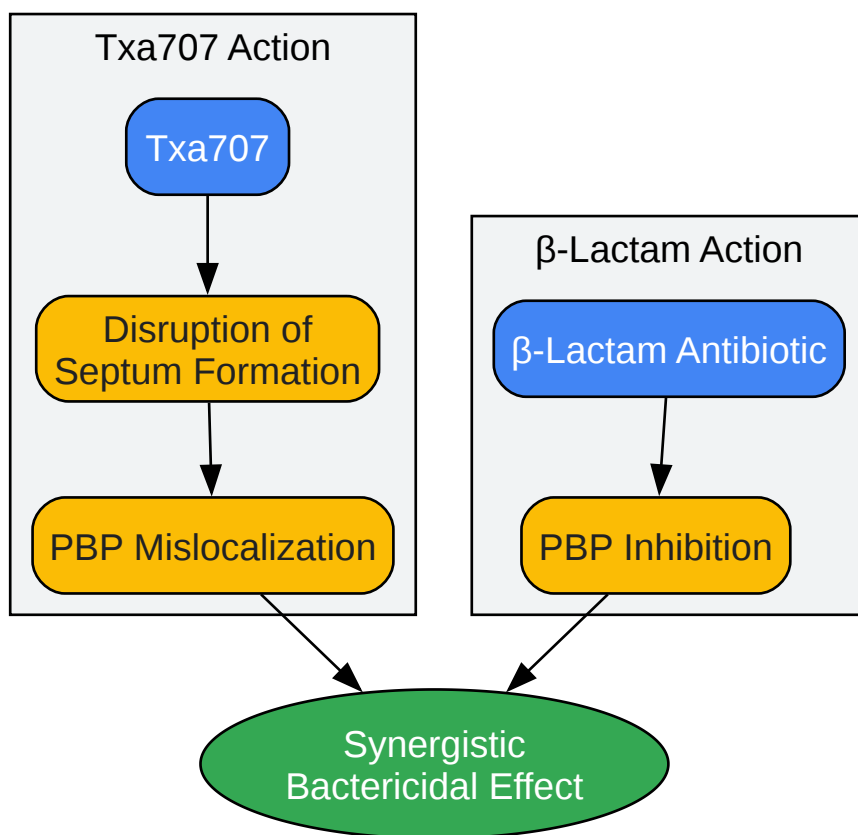 Txa707 Action
Txa707
Disruption of
Septum Formation
PBP Mislocalization
β-Lactam Action
β-Lactam Antibiotic
PBP Inhibition
Synergistic
Bactericidal Effect